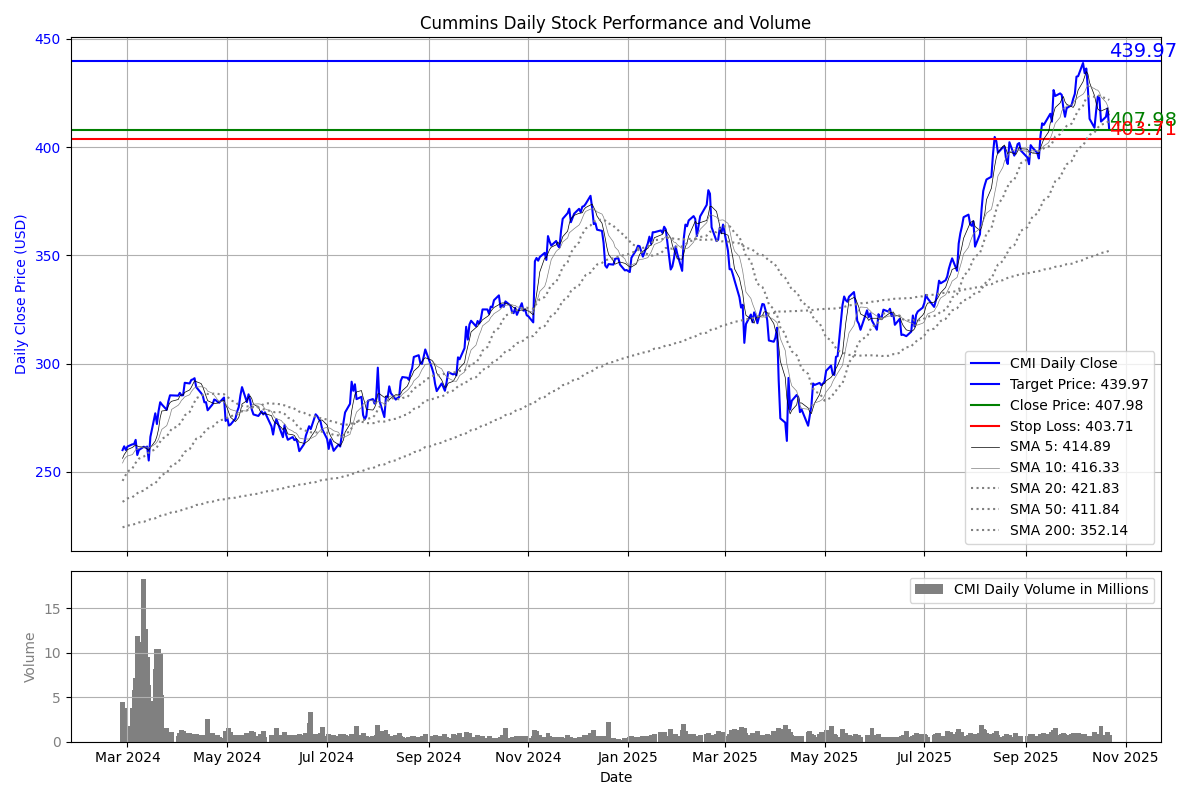 Cummins Daily Stock Performance and Volume
Daily Close Price (USD)
450
400
350
300
250
439.97
407.98
403.71
CMI Daily Close
Target Price: 439.97
Close Price: 407.98
Stop Loss: 403.71
SMA 5: 414.89
SMA 10: 416.33
SMA 20: 421.83
SMA 50: 411.84
SMA 200: 352.14
Volume
15
10
5
0
CMI Daily Volume in Millions
Mar 2024 May 2024 Jul 2024 Sep 2024 Nov 2024 Jan 2025 Mar 2025 May 2025 Jul 2025 Sep 2025 Nov 2025
Date